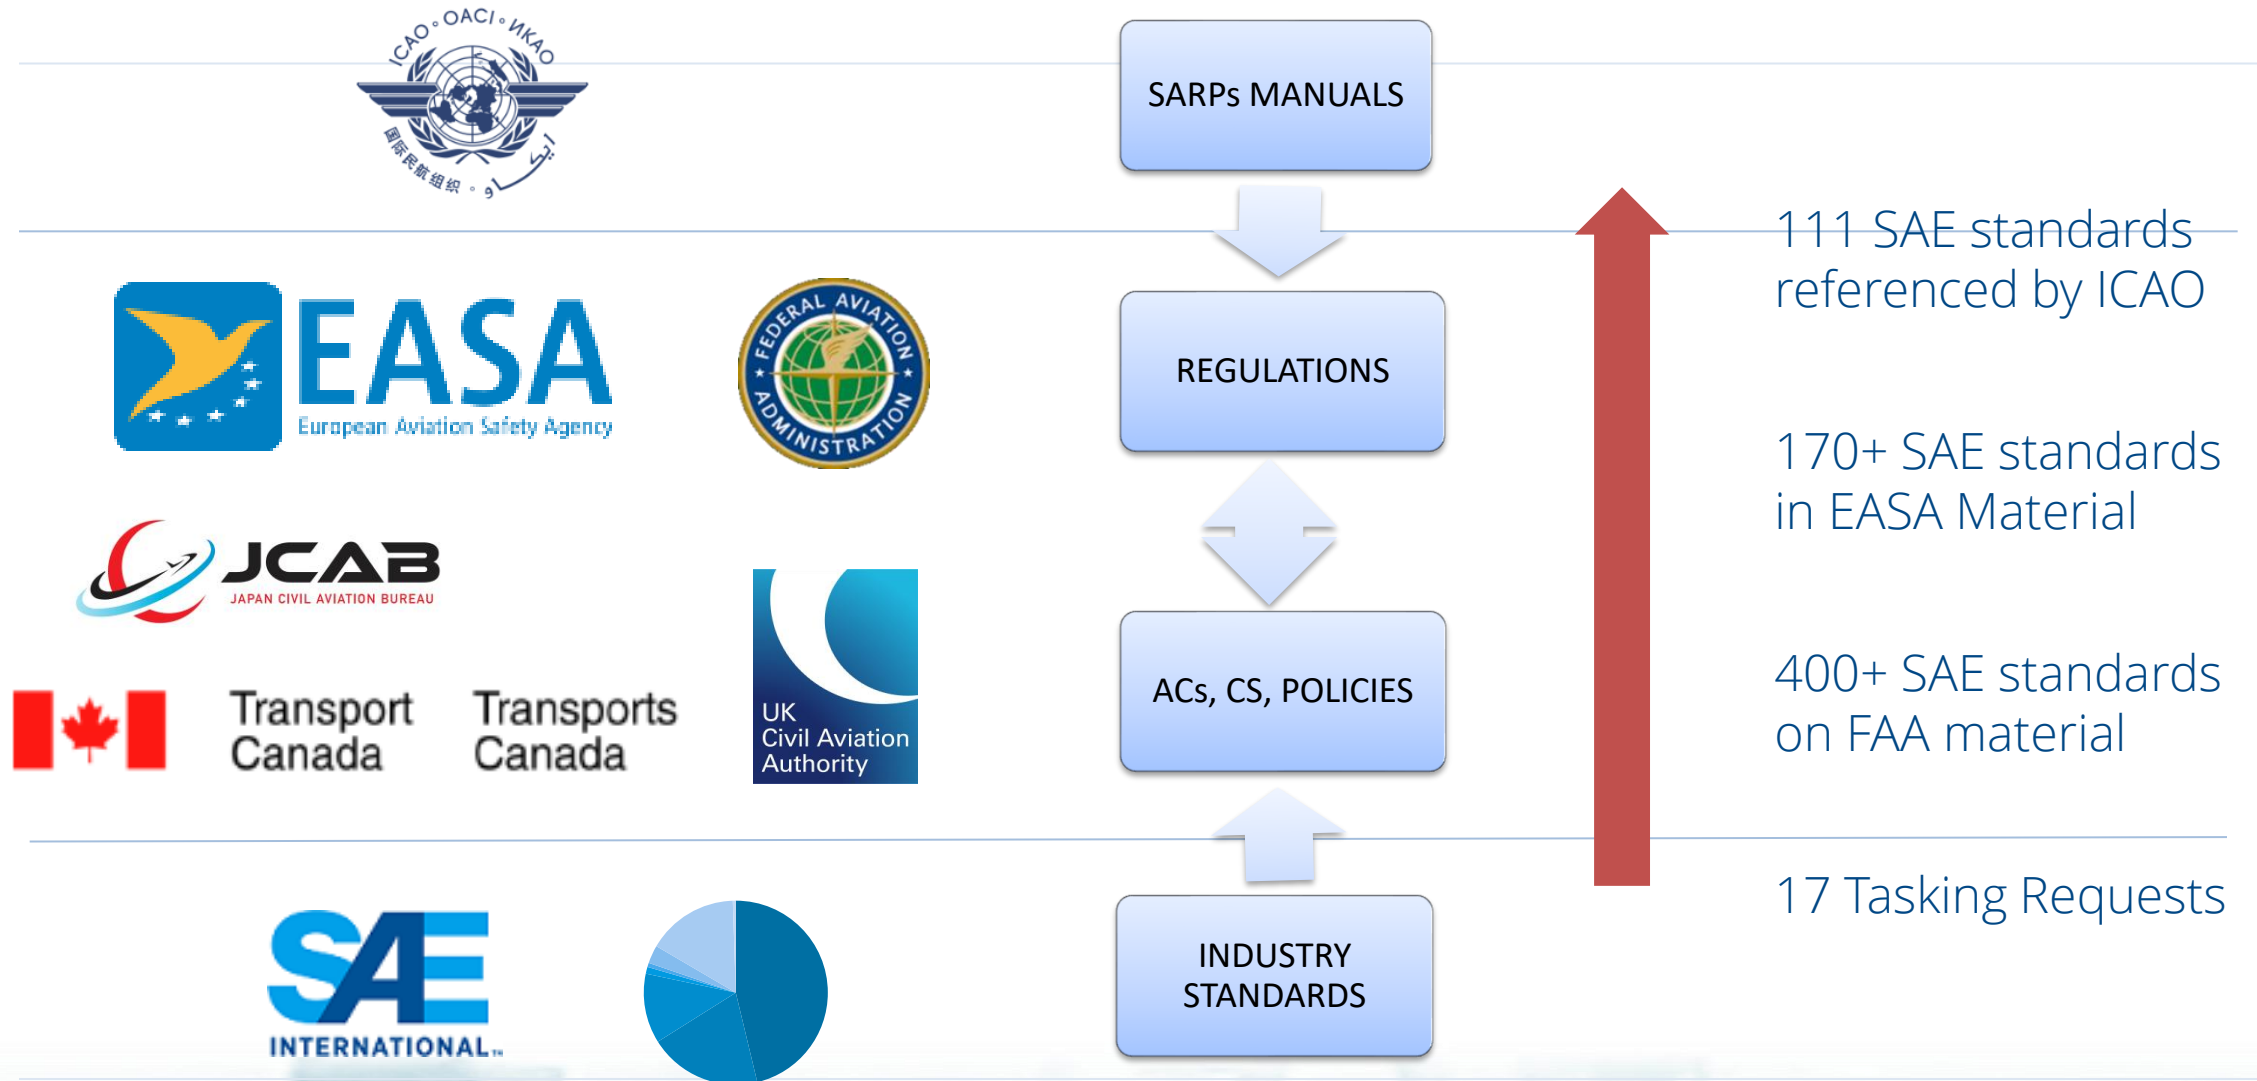 ICAO · OACI · ИКАО
国际民航组织 · ايكاو
SARPs MANUALS
111 SAE standards
referenced by ICAO
EASA
European Aviation Safety Agency
FEDERAL AVIATION
ADMINISTRATION
REGULATIONS
170+ SAE standards
in EASA Material
JCAB
JAPAN CIVIL AVIATION BUREAU
Transport
Canada
Transports
Canada
UK
Civil Aviation
Authority
ACs, CS, POLICIES
400+ SAE standards
on FAA material
17 Tasking Requests
SAE
INTERNATIONAL™
INDUSTRY
STANDARDS